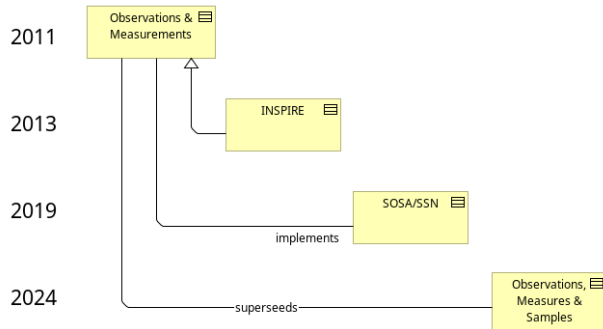 2011
Observations &
Measurements
2013
INSPIRE
2019
SOSA/SSN
implements
2024
Observations,
Measures &
Samples
superseeds